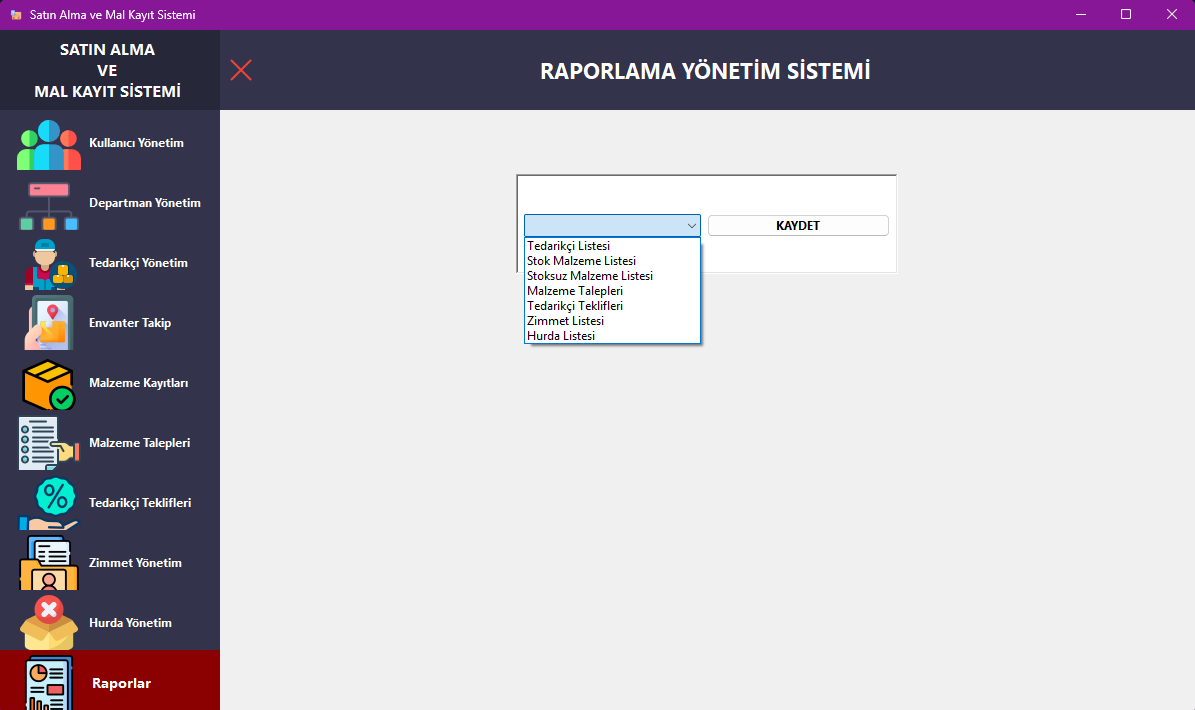 Satın Alma ve Mal Kayıt Sistemi
SATIN ALMA
VE
MAL KAYIT SİSTEMİ
RAPORLAMA YÖNETİM SİSTEMİ
Kullanıcı Yönetim
Departman Yönetim
Tedarikçi Yönetim
Envanter Takip
Malzeme Kayıtları
Malzeme Talepleri
Tedarikçi Teklifleri
Zimmet Yönetim
Hurda Yönetim
Raporlar
KAYDET
Tedarikçi Listesi
Stok Malzeme Listesi
Stoksuz Malzeme Listesi
Malzeme Talepleri
Tedarikçi Teklifleri
Zimmet Listesi
Hurda Listesi